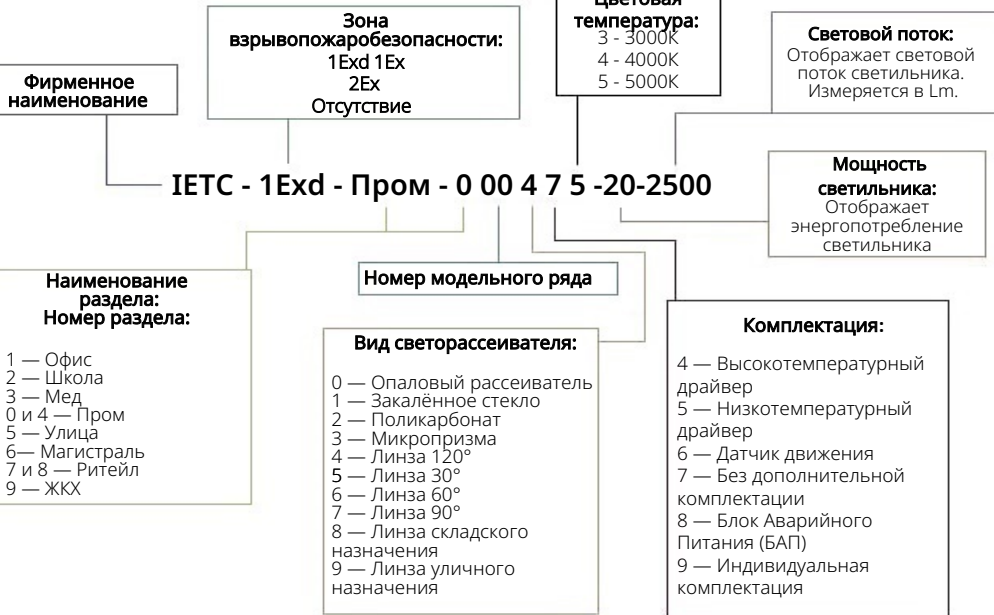 Фирменное
наименование
Зона
взрывопожаробезопасности:
1Exd 1Ex
2Ex
Отсутствие
Цветовая
температура:
3 - 3000К
4 - 4000К
5 - 5000К
Световой поток:
Отображает световой
поток светильника.
Измеряется в Lm.
IETC - 1Exd - Пром - 0 00 4 7 5 -20-2500
Мощность
светильника:
Отображает
энергопотребление
светильника
Наименование
раздела:
Номер раздела:
1 — Офис
2 — Школа
3 — Мед
0 и 4 — Пром
5 — Улица
6— Магистраль
7 и 8 — Ритейл
9 — ЖКХ
Номер модельного ряда
Вид светорассеивателя:
0 — Опаловый рассеиватель
1 — Закалённое стекло
2 — Поликарбонат
3 — Микропризма
4 — Линза 120°
5 — Линза 30°
6 — Линза 60°
7 — Линза 90°
8 — Линза складского
назначения
9 — Линза уличного
назначения
Комплектация:
4 — Высокотемпературный
драйвер
5 — Низкотемпературный
драйвер
6 — Датчик движения
7 — Без дополнительной
комплектации
8 — Блок Аварийного
Питания (БАП)
9 — Индивидуальная
комплектация